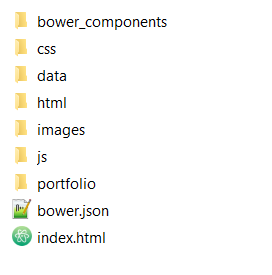 bower_components
css
data
html
images
js
portfolio
bower.json
index.html